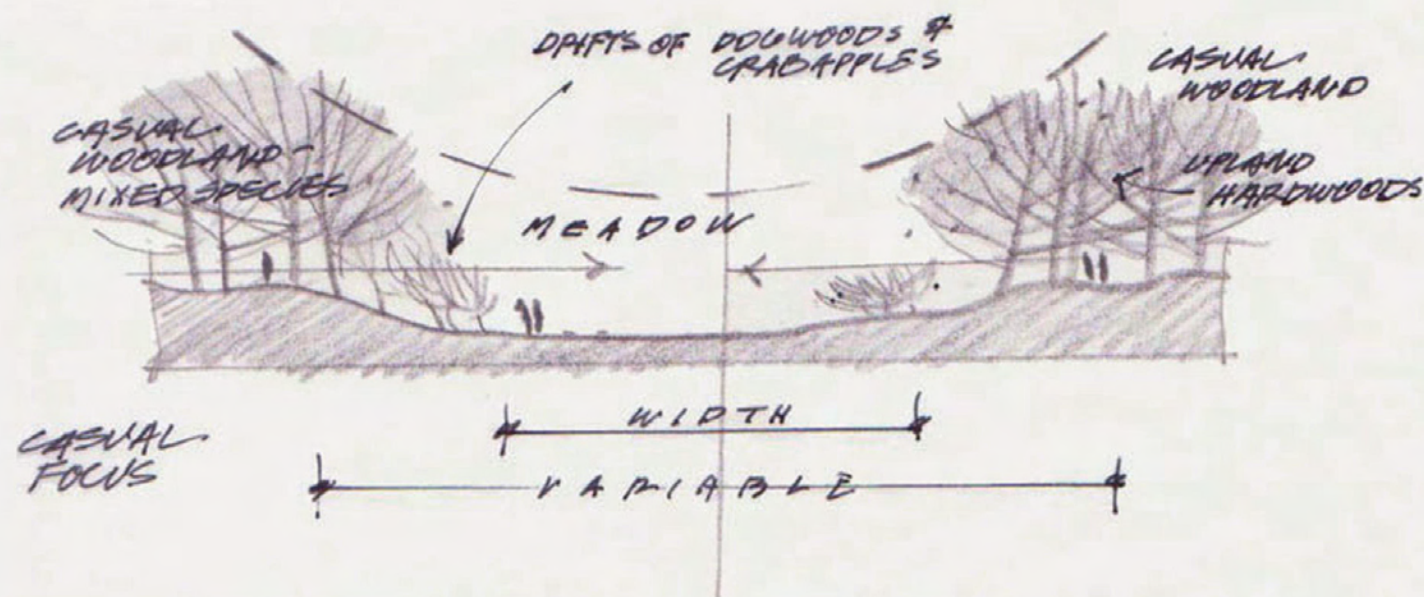 DRIFTS OF DOGWOODS &
CRABAPPLES
CASUAL
WOODLAND
CASUAL
WOODLAND -
MIXED SPECIES
UPLAND
HARDWOODS
MEADOW
WIDTH
CASUAL
FOCUS
VARIABLE